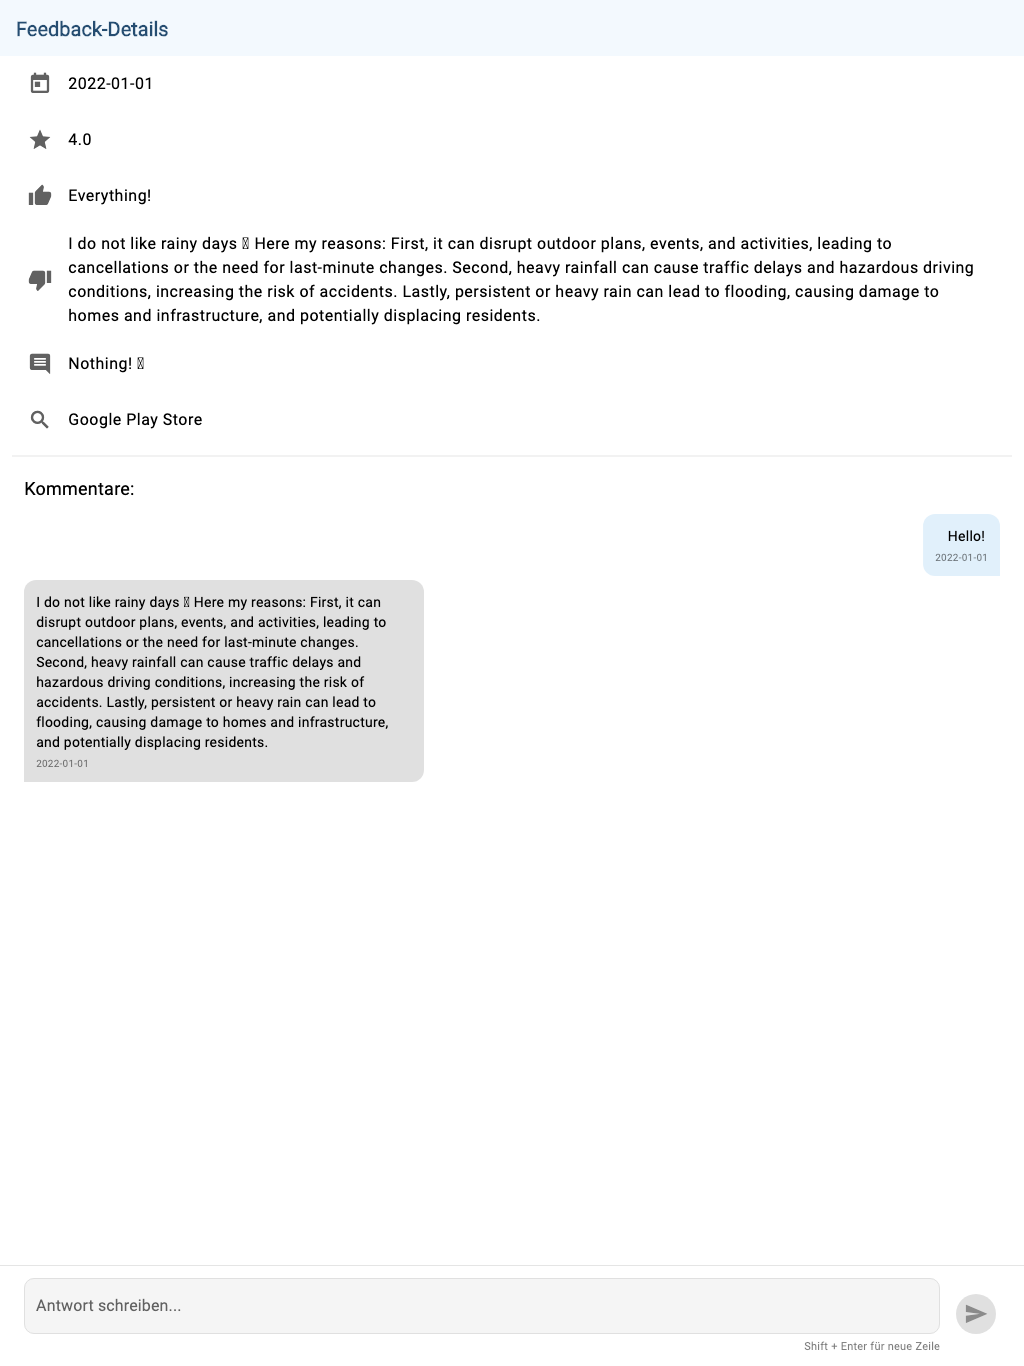 Feedback-Details
2022-01-01
4.0
Everything!
I do not like rainy days Here my reasons: First, it can disrupt outdoor plans, events, and activities, leading to
cancellations or the need for last-minute changes. Second, heavy rainfall can cause traffic delays and hazardous driving
conditions, increasing the risk of accidents. Lastly, persistent or heavy rain can lead to flooding, causing damage to
homes and infrastructure, and potentially displacing residents.
Nothing!
Google Play Store
Kommentare:
Hello!
2022-01-01
I do not like rainy days Here my reasons: First, it can
disrupt outdoor plans, events, and activities, leading to
cancellations or the need for last-minute changes.
Second, heavy rainfall can cause traffic delays and
hazardous driving conditions, increasing the risk of
accidents. Lastly, persistent or heavy rain can lead to
flooding, causing damage to homes and infrastructure,
and potentially displacing residents.
2022-01-01
Antwort schreiben...
Shift + Enter für neue Zeile